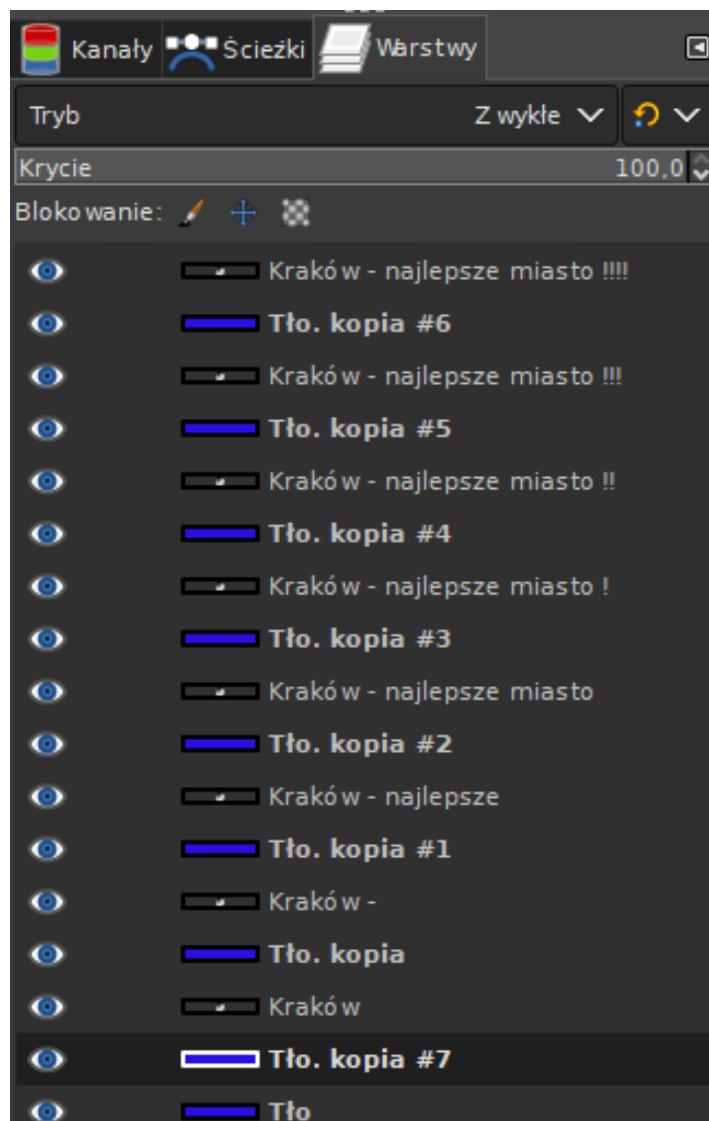 Kanały Ścieżki Warstwy
Tryb Zwykłe
Krycie 100,0
Blokowanie:
Kraków - najlepsze miasto !!!!
Tło. kopia #6
Kraków - najlepsze miasto !!!
Tło. kopia #5
Kraków - najlepsze miasto !!
Tło. kopia #4
Kraków - najlepsze miasto !
Tło. kopia #3
Kraków - najlepsze miasto
Tło. kopia #2
Kraków - najlepsze
Tło. kopia #1
Kraków -
Tło. kopia
Kraków
Tło. kopia #7
Tło